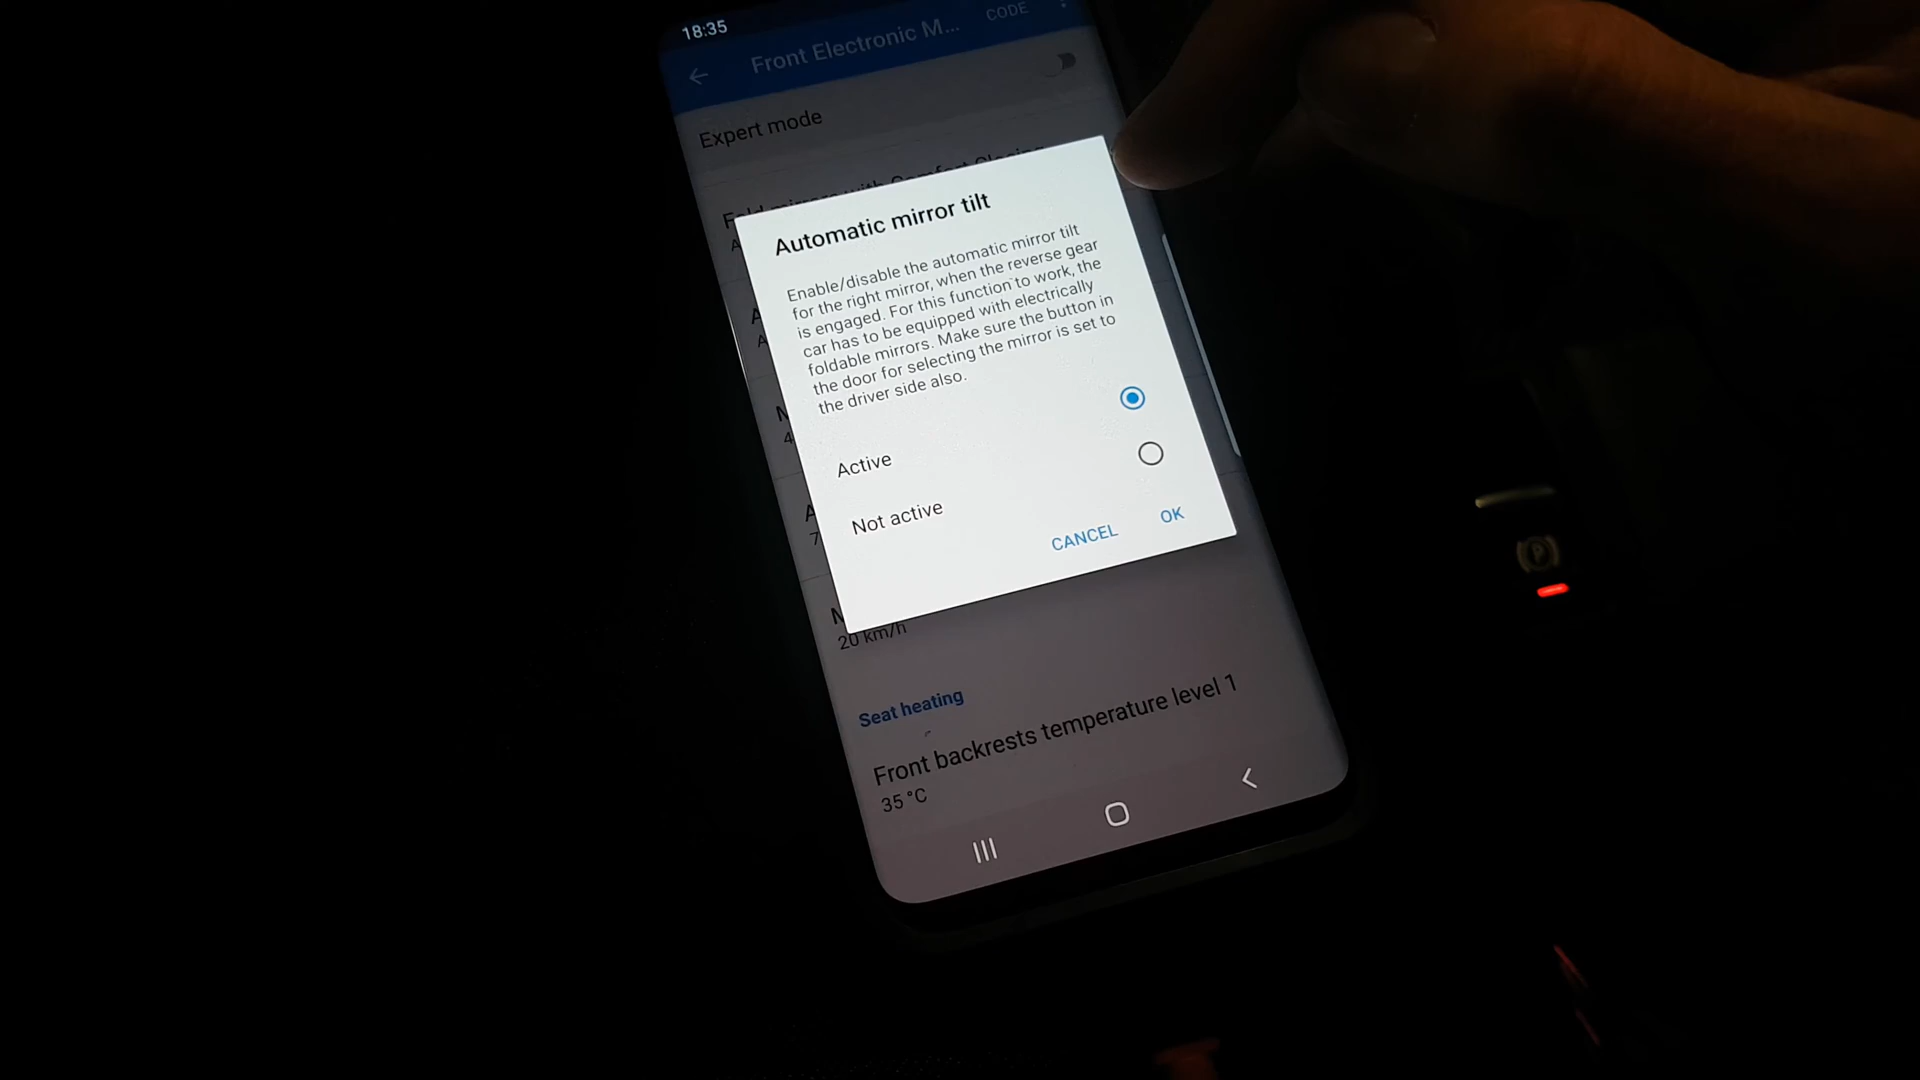 18:35
Front Electronic M...
CODE
Expert mode
Automatic mirror tilt
Enable/disable the automatic mirror tilt
for the right mirror, when the reverse gear
is engaged. For this function to work, the
car has to be equipped with electrically
foldable mirrors. Make sure the button in
the door for selecting the mirror is set to
the driver side also.
Active
Not active
CANCEL
OK
20 km/h
Seat heating
Front backrests temperature level 1
35 °C
P